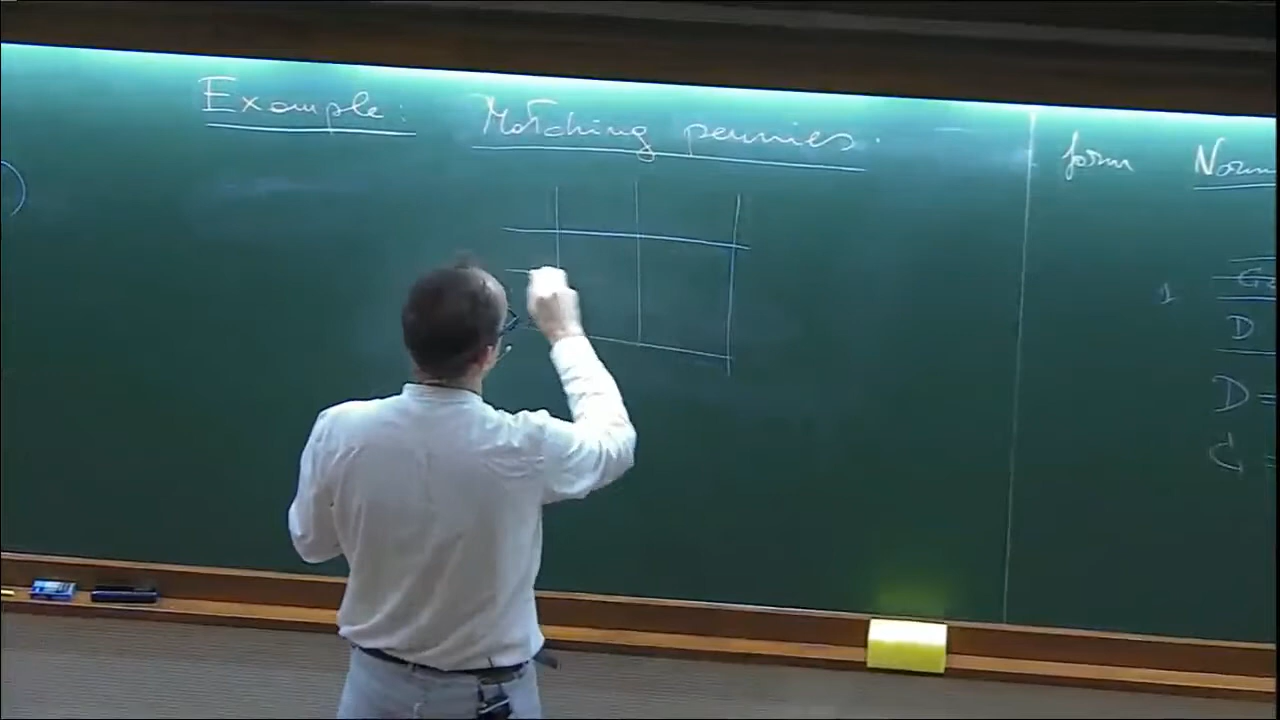 Example: Matching pennies.
)
form Norm
1 G
D
D =